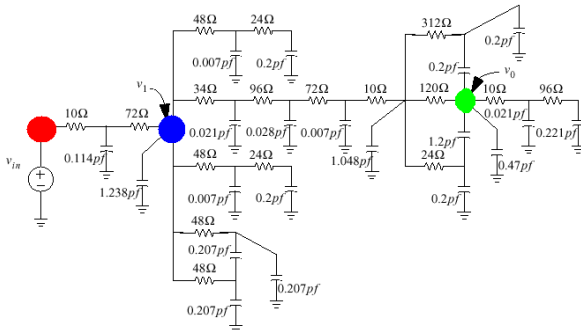 48Ω 24Ω
0.007pf 0.2pf
312Ω
0.2pf
0.2pf
v₁
v₀
34Ω 96Ω 72Ω 10Ω 120Ω 10Ω 96Ω
10Ω 72Ω
0.021pf 0.028pf 0.007pf
0.021pf 0.221pf
0.114pf
1.238pf
1.048pf
1.2pf
0.47pf
24Ω
0.2pf
48Ω 24Ω
0.007pf 0.2pf
v_in
+
−
48Ω
0.207pf
48Ω
0.207pf
0.207pf